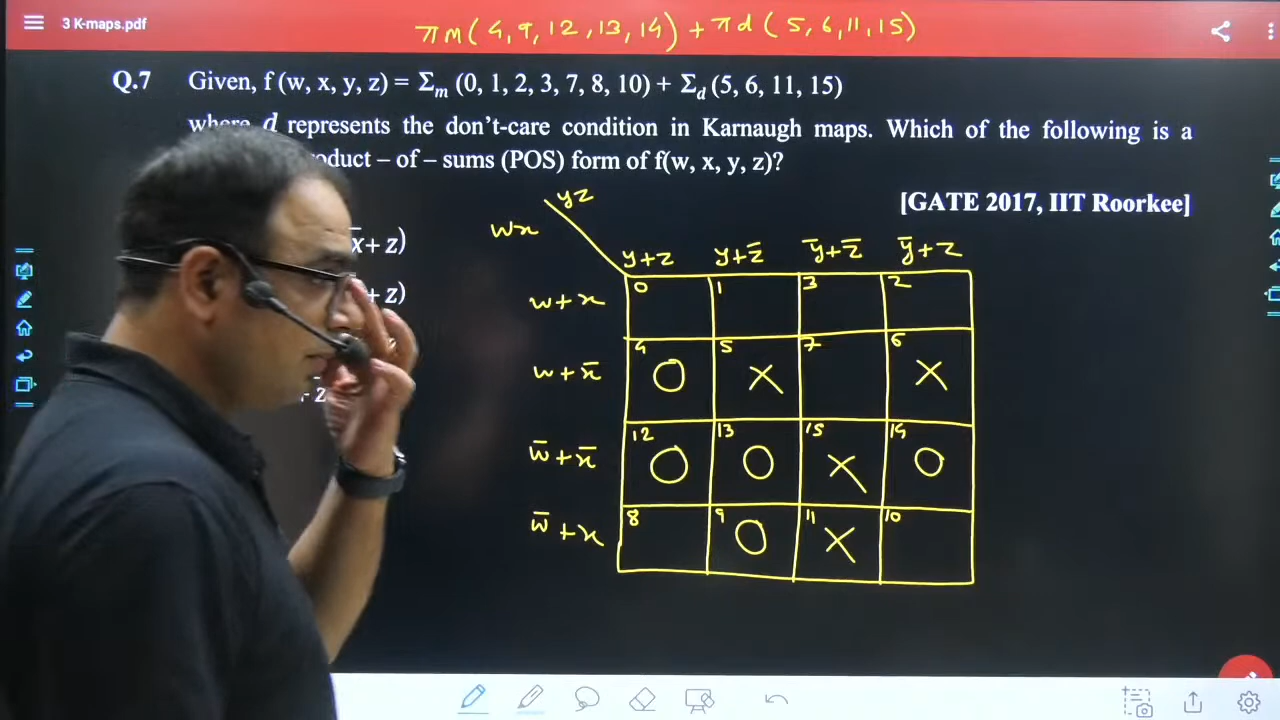 3 K-maps.pdf
πM(4,9,12,13,14) + πd(5,6,11,15)
Q.7 Given, f (w, x, y, z) = Σm (0, 1, 2, 3, 7, 8, 10) + Σd (5, 6, 11, 15)
where d represents the don't-care condition in Karnaugh maps. Which of the following is a
– of – sums (POS) form of f(w, x, y, z)?
[GATE 2017, IIT Roorkee]
x̄ + z)
+ z)
yz
wx
y+z y+z̄ ȳ+z̄ ȳ+z
w+x 0 1 3 2
4 5 7 6
w+x̄ O X X
12 13 15 14
w̄+x̄ O O X O
8 9 11 10
w̄+x O X